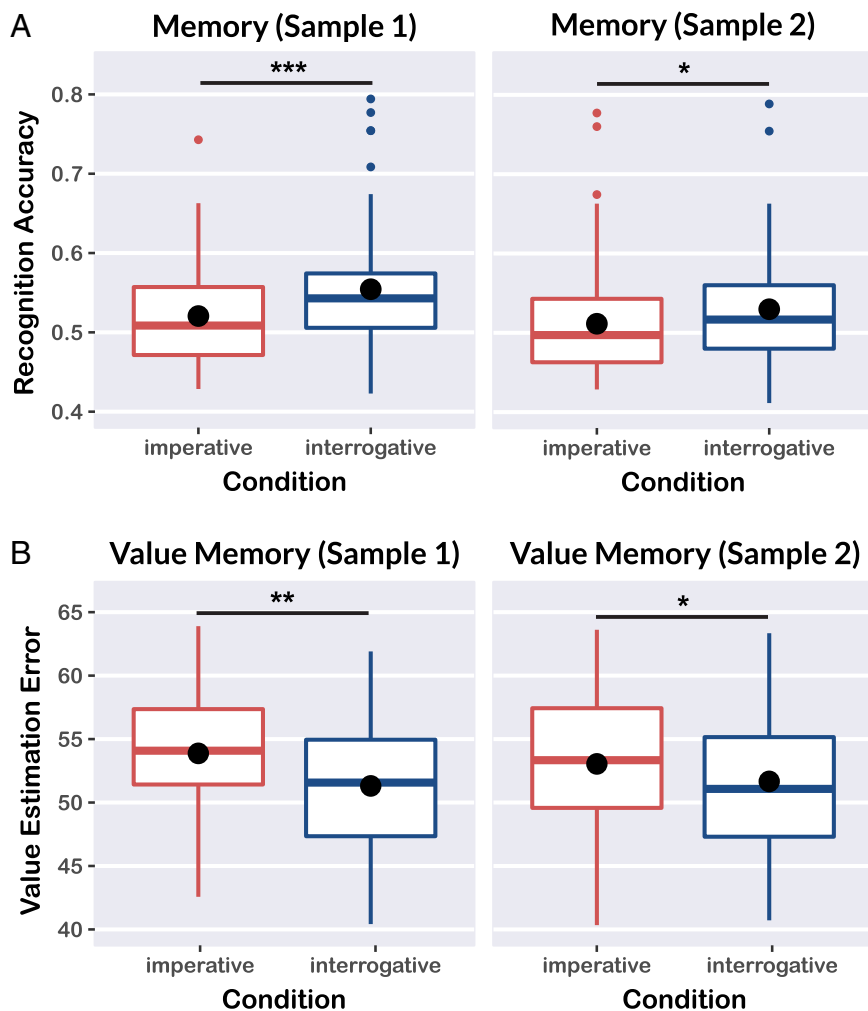 A
Memory (Sample 1)
Memory (Sample 2)
***
*
Recognition Accuracy
0.8
0.7
0.6
0.5
0.4
imperative
interrogative
imperative
interrogative
Condition
Condition
B
Value Memory (Sample 1)
Value Memory (Sample 2)
**
*
Value Estimation Error
65
60
55
50
45
40
imperative
interrogative
imperative
interrogative
Condition
Condition